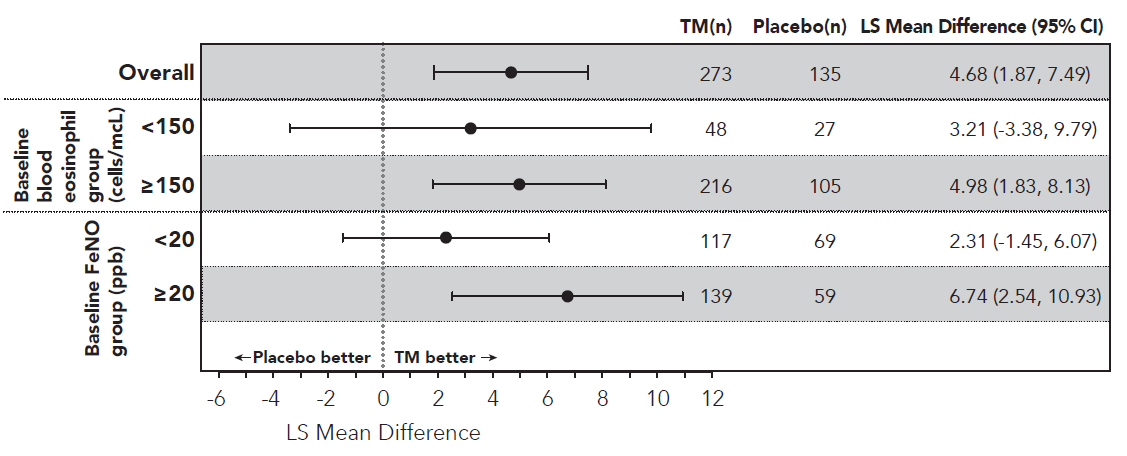 TM(n) Placebo(n) LS Mean Difference (95% CI)
Overall 273 135 4.68 (1.87, 7.49)
Baseline
blood
eosinophil
group
(cells/mcL)
<150 48 27 3.21 (-3.38, 9.79)
≥150 216 105 4.98 (1.83, 8.13)
Baseline FeNO
group (ppb)
<20 117 69 2.31 (-1.45, 6.07)
≥20 139 59 6.74 (2.54, 10.93)
←Placebo better TM better →
-6 -4 -2 0 2 4 6 8 10 12
LS Mean Difference